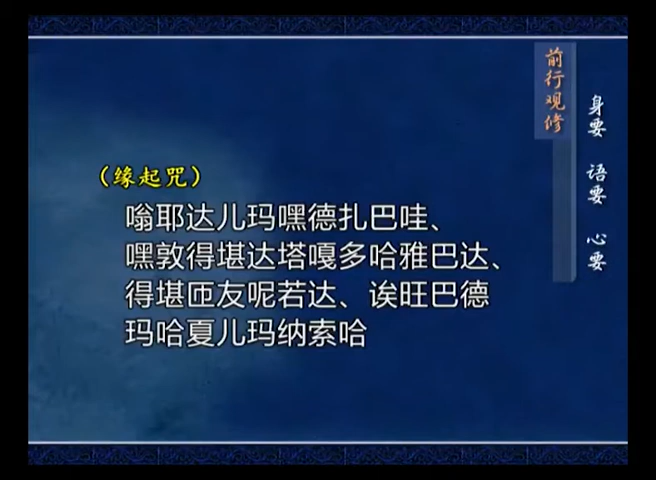 前行观修
身要 语要 心要
（缘起咒）
嗡耶达儿玛嘿德扎巴哇、
嘿敦得堪达塔嘎多哈雅巴达、
得堪匝友呢若达、诶旺巴德
玛哈夏儿玛纳索哈